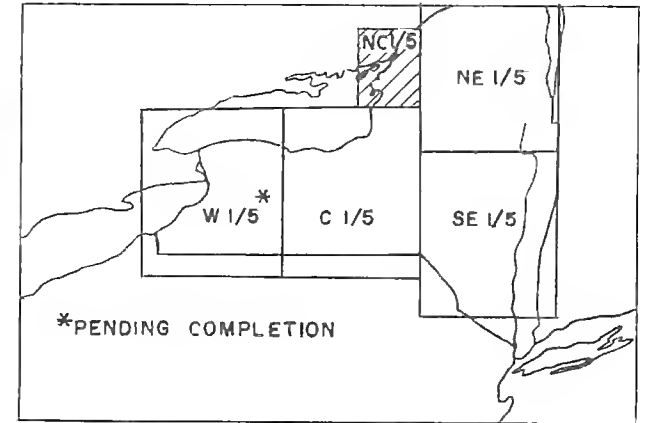 NC 1/5
NE 1/5
W 1/5*
C 1/5
SE 1/5
*PENDING COMPLETION